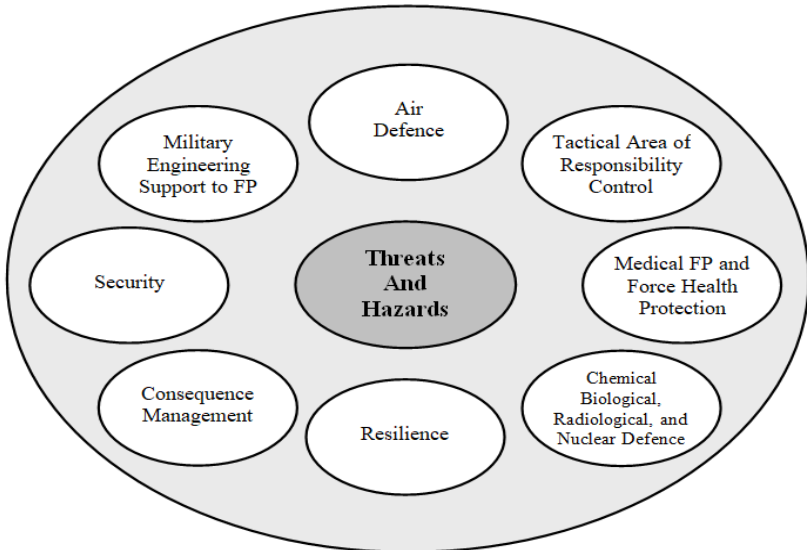 Air
Defence
Military
Engineering
Support to FP
Tactical Area of
Responsibility
Control
Security
Threats
And
Hazards
Medical FP and
Force Health
Protection
Consequence
Management
Resilience
Chemical
Biological,
Radiological, and
Nuclear Defence